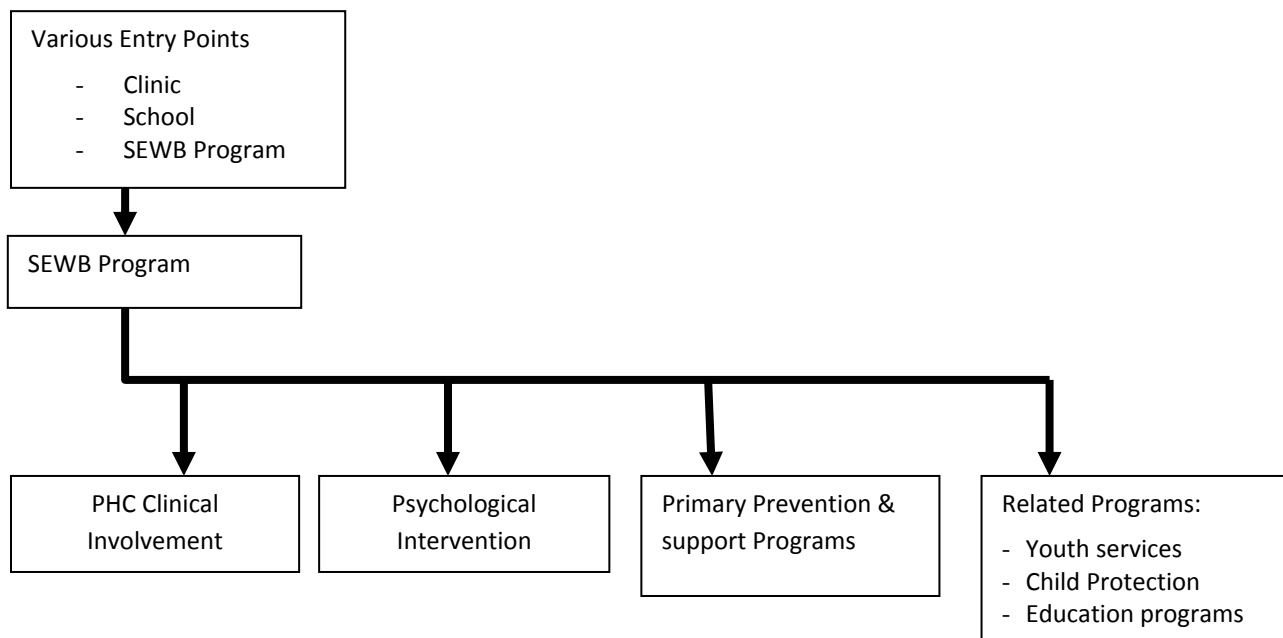 Various Entry Points
- Clinic
- School
- SEWB Program
SEWB Program
PHC Clinical
Involvement
Psychological
Intervention
Primary Prevention &
support Programs
Related Programs:
- Youth services
- Child Protection
- Education programs